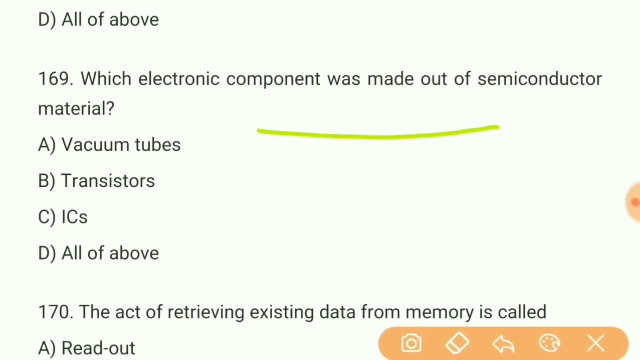 D) All of above
169. Which electronic component was made out of semiconductor
material?
A) Vacuum tubes
B) Transistors
C) ICs
D) All of above
170. The act of retrieving existing data from memory is called
A) Read-out